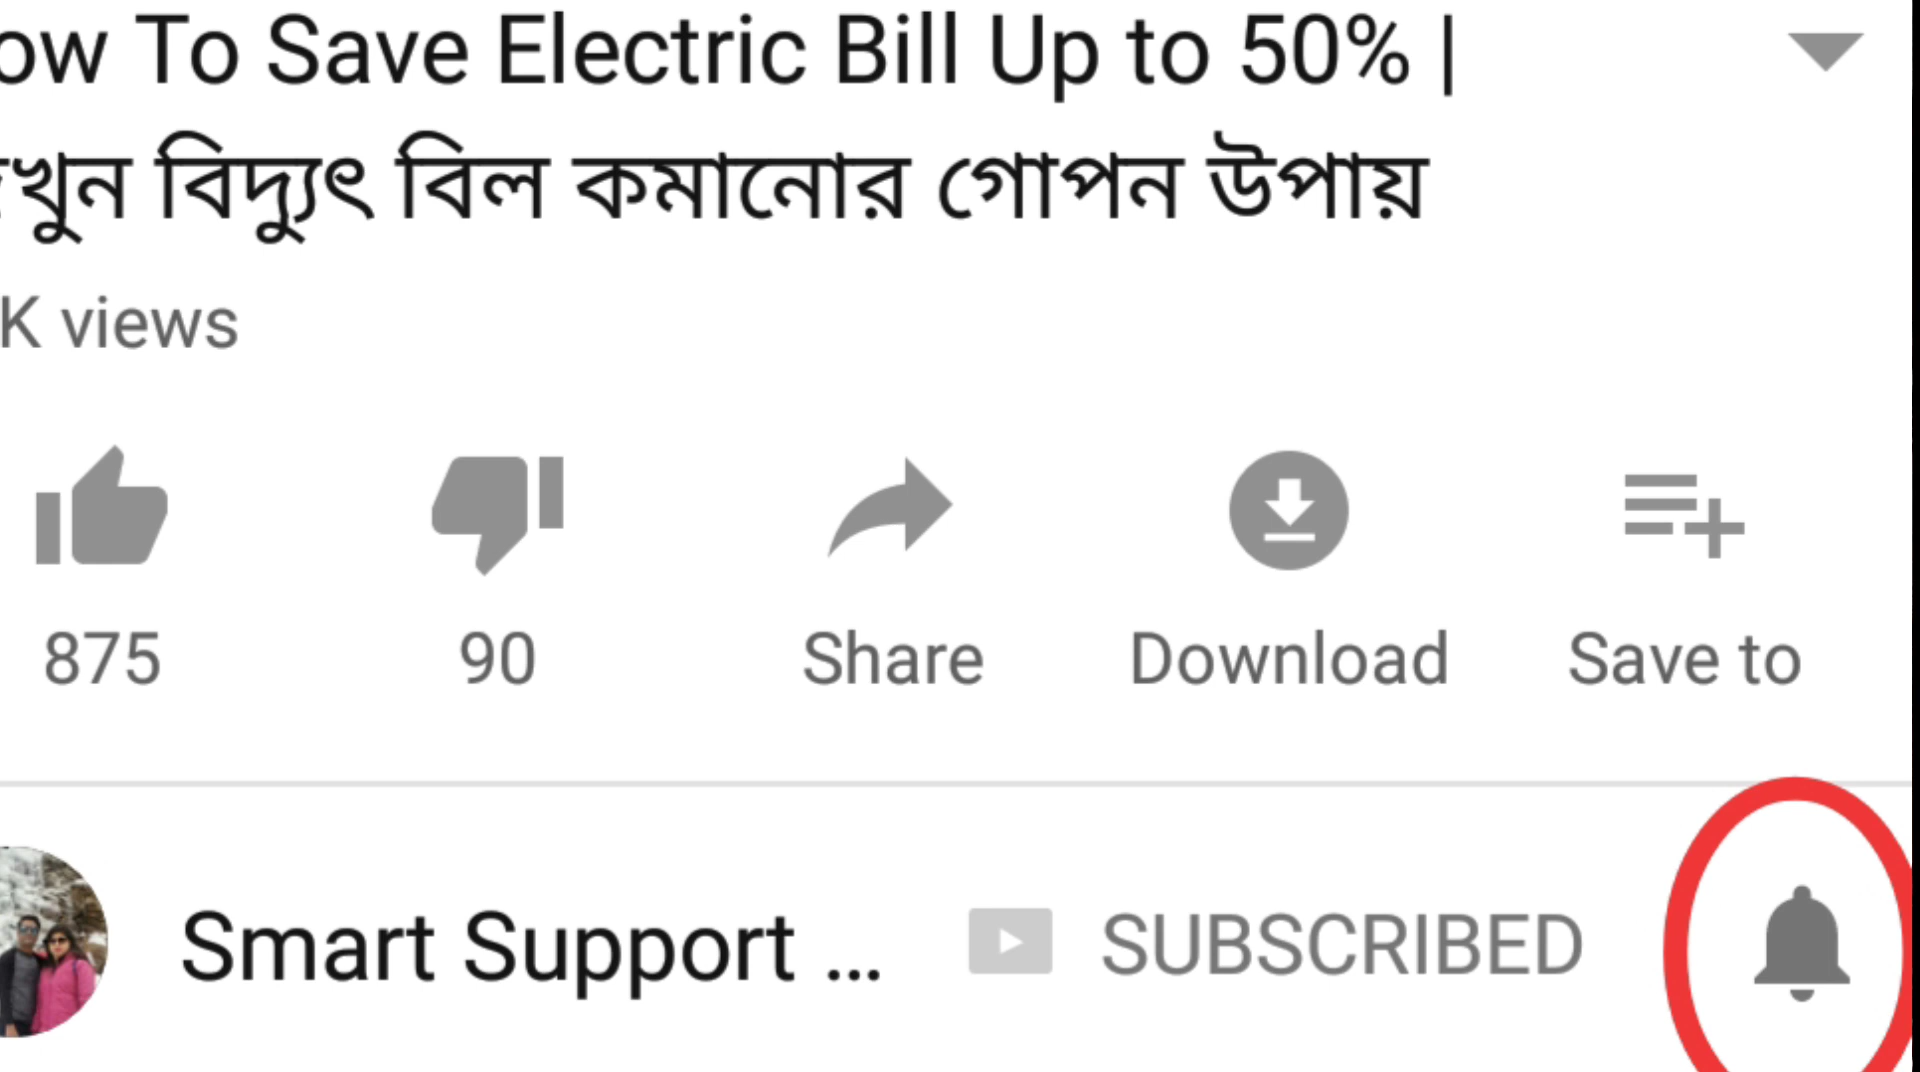 ow To Save Electric Bill Up to 50% |
খুন বিদ্যুৎ বিল কমানোর গোপন উপায়
K views
875 90 Share Download Save to
Smart Support ... SUBSCRIBED